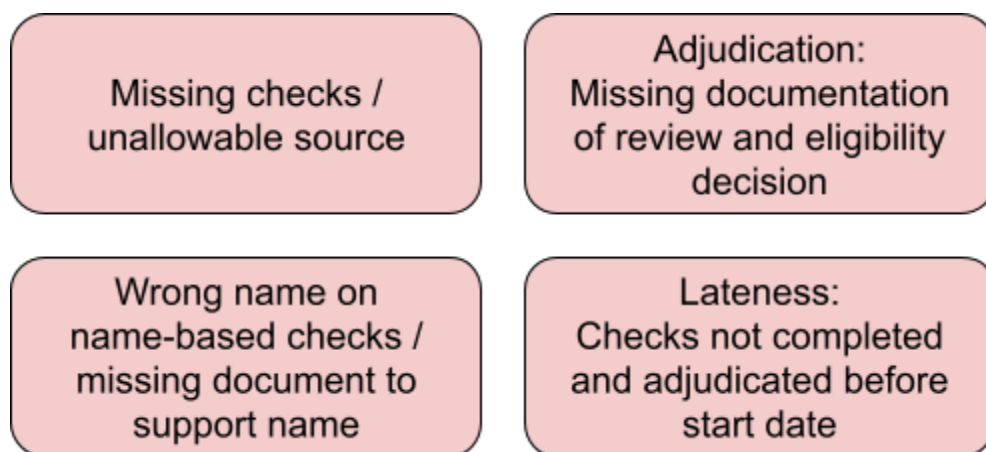 Missing checks /
unallowable source
Adjudication:
Missing documentation
of review and eligibility
decision
Wrong name on
name-based checks /
missing document to
support name
Lateness:
Checks not completed
and adjudicated before
start date